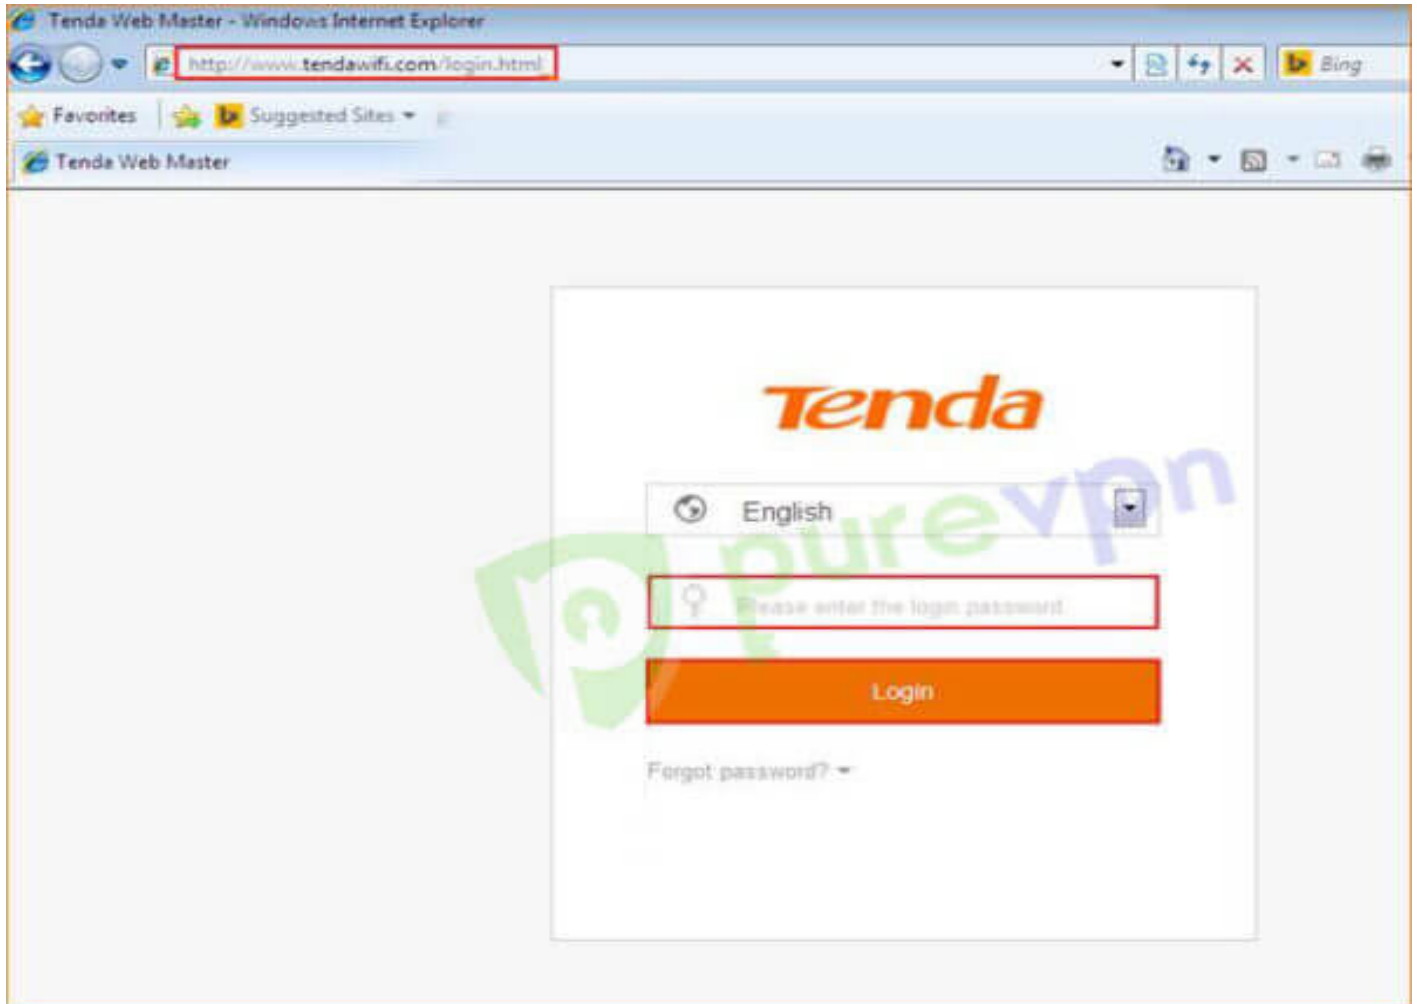 Tenda Web Master - Windows Internet Explorer
http://www.tendawifi.com/login.html
Bing
Favorites
Suggested Sites
Tenda Web Master
Tenda
English
purevpn
Please enter the login password
Login
Forgot password?